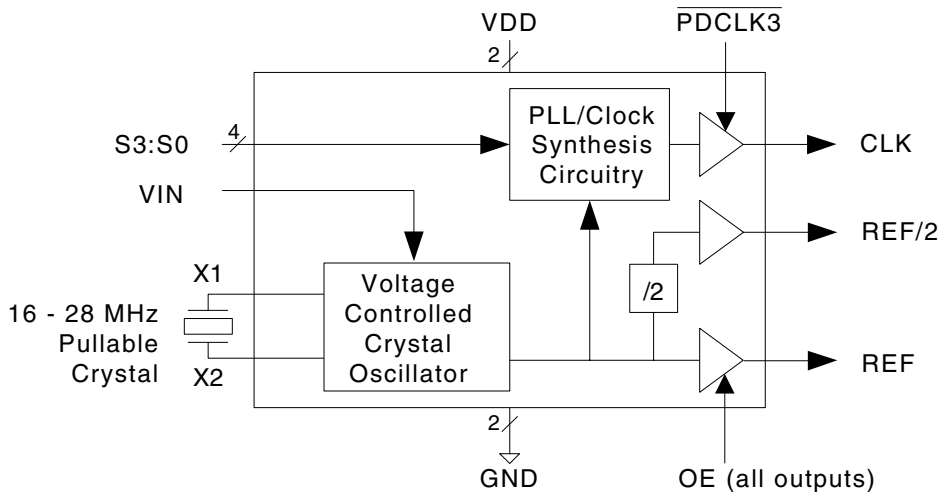 VDD
PDCLK3
2
S3:S0
4
PLL/Clock
Synthesis
Circuitry
CLK
VIN
REF/2
X1
Voltage
Controlled
Crystal
Oscillator
/2
16 - 28 MHz
Pullable
Crystal
X2
REF
2
GND
OE (all outputs)